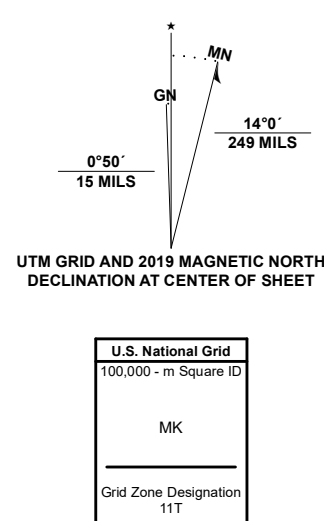 ★
MN
GN
14°0´
249 MILS
0°50´
15 MILS
UTM GRID AND 2019 MAGNETIC NORTH
DECLINATION AT CENTER OF SHEET
U.S. National Grid
100,000 - m Square ID
MK
Grid Zone Designation
11T